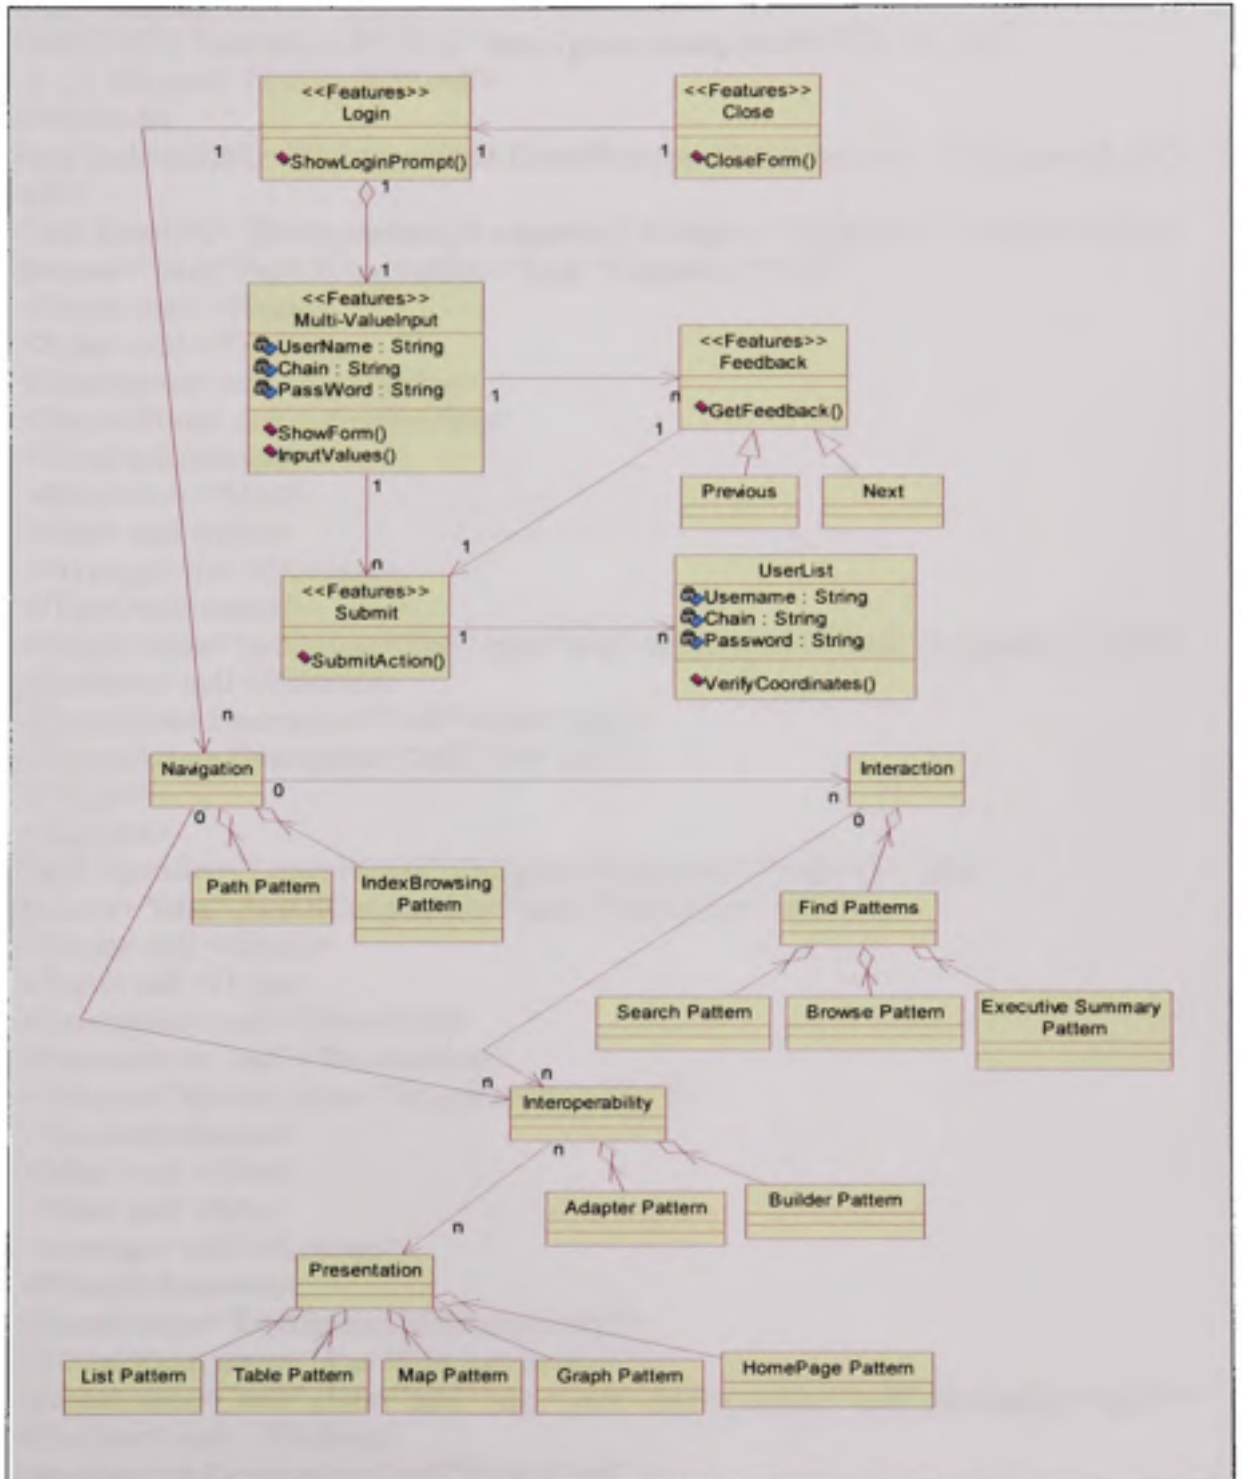 <<Features>>
Login
ShowLoginPrompt()
1
1
1
<<Features>>
Close
CloseForm()
1
1
<<Features>>
Multi-ValueInput
UserName : String
Chain : String
PassWord : String
ShowForm()
InputValues()
1
n
1
<<Features>>
Feedback
GetFeedback()
1
Previous
Next
1
n
<<Features>>
Submit
SubmitAction()
1
n
UserList
Username : String
Chain : String
Password : String
VerifyCoordinates()
n
Navigation
0
n
Interaction
0
0
Path Pattern
IndexBrowsing
Pattern
Find Patterns
Search Pattern
Browse Pattern
Executive Summary
Pattern
n
n
Interoperability
n
Adapter Pattern
Builder Pattern
n
Presentation
List Pattern
Table Pattern
Map Pattern
Graph Pattern
HomePage Pattern